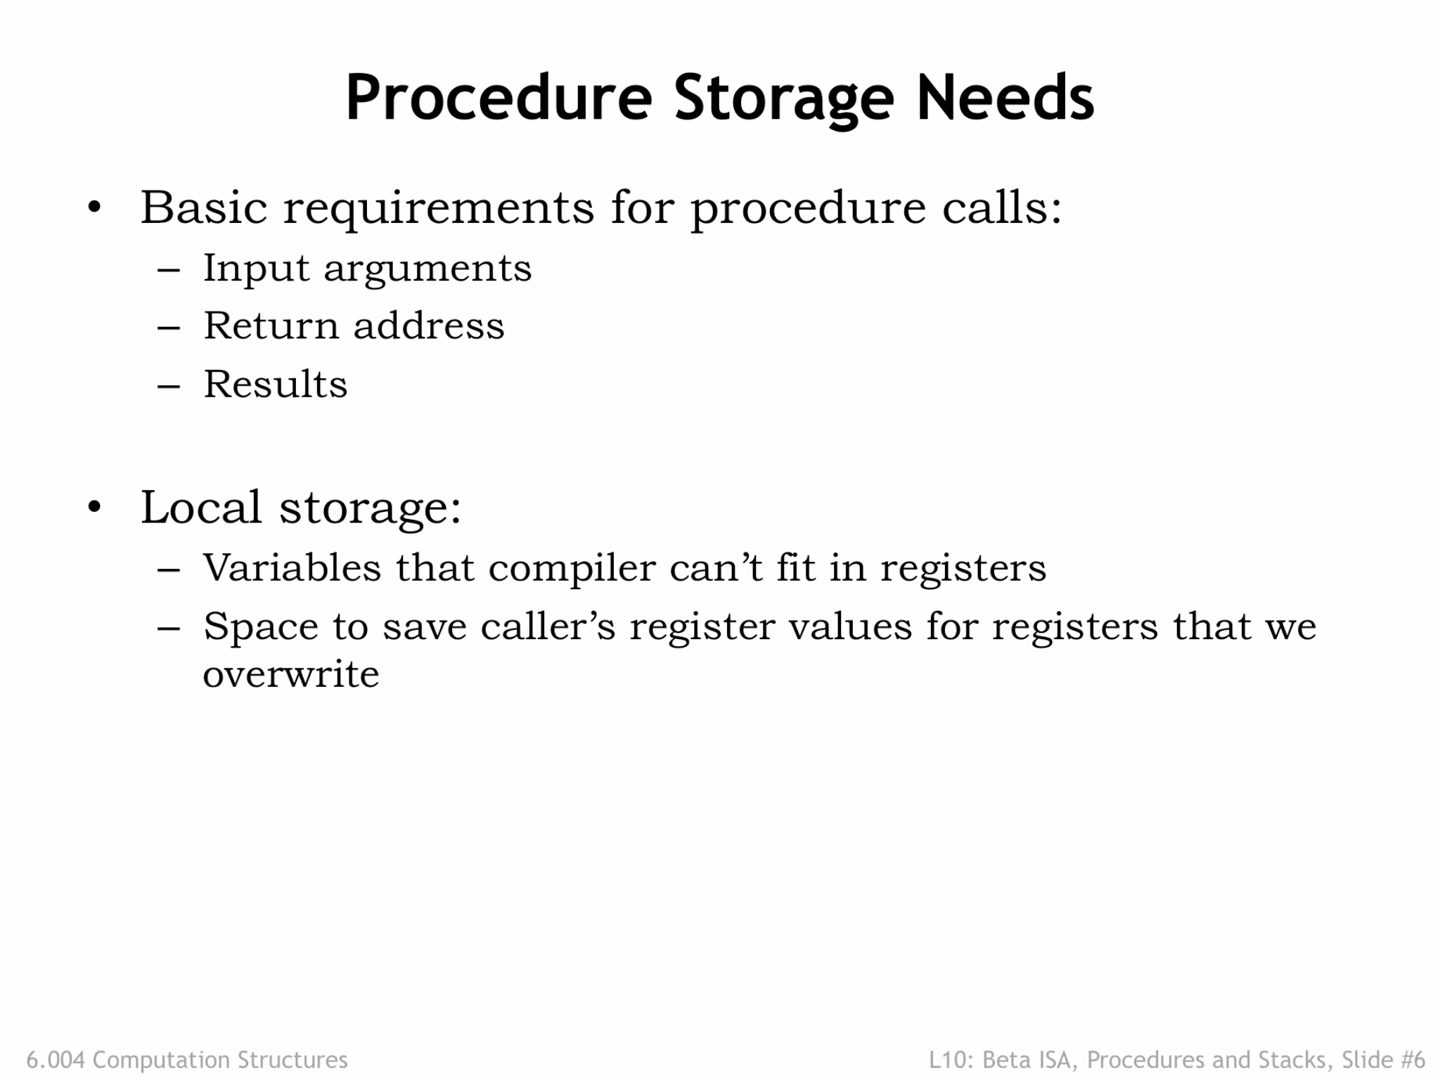 Procedure Storage Needs
• Basic requirements for procedure calls:
– Input arguments
– Return address
– Results
• Local storage:
– Variables that compiler can’t fit in registers
– Space to save caller’s register values for registers that we
overwrite
6.004 Computation Structures
L10: Beta ISA, Procedures and Stacks, Slide #6